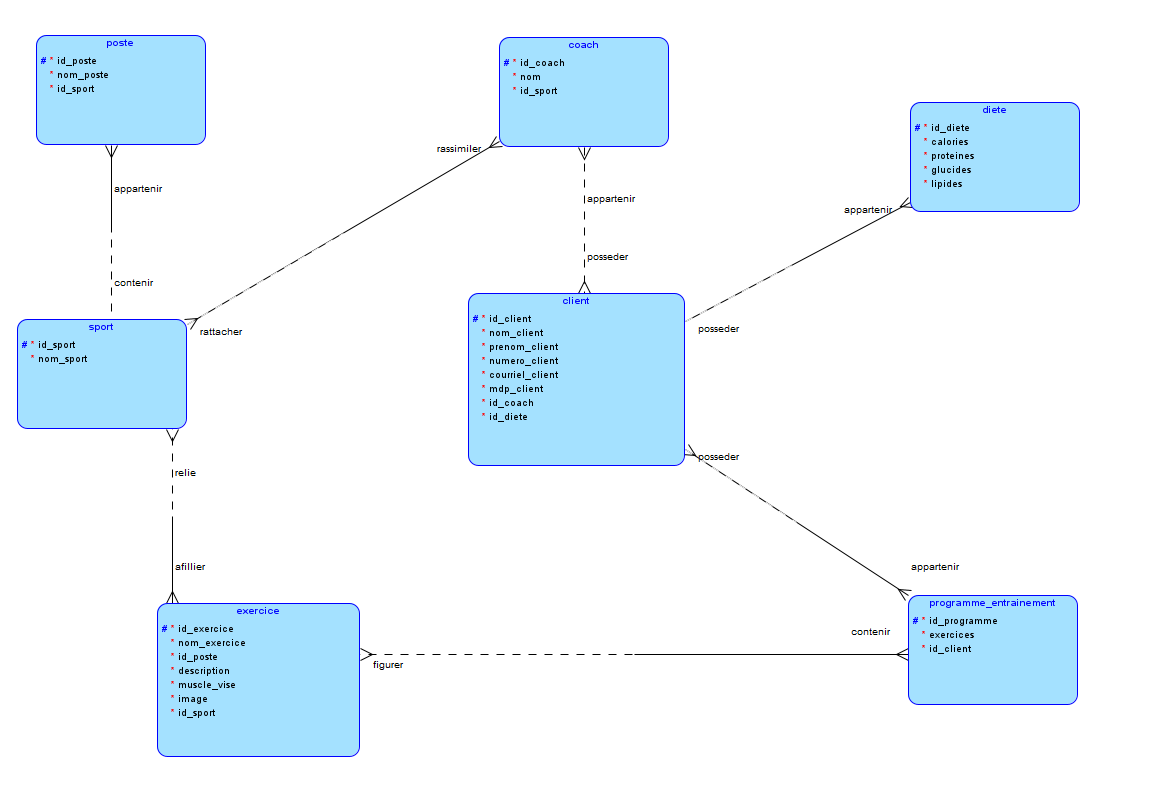 poste
# * id_poste
* nom_poste
* id_sport
coach
# * id_coach
* nom
* id_sport
diete
# * id_diete
* calories
* proteines
* glucides
* lipides
rassimiler
appartenir
appartenir
appartenir
posseder
contenir
rattacher
posseder
sport
# * id_sport
* nom_sport
client
# * id_client
* nom_client
* prenom_client
* numero_client
* courriel_client
* mdp_client
* id_coach
* id_diete
relie
posseder
afillier
appartenir
exercice
# * id_exercice
* nom_exercice
* id_poste
* description
* muscle_vise
* image
* id_sport
figurer
contenir
programme_entrainement
# * id_programme
* exercices
* id_client